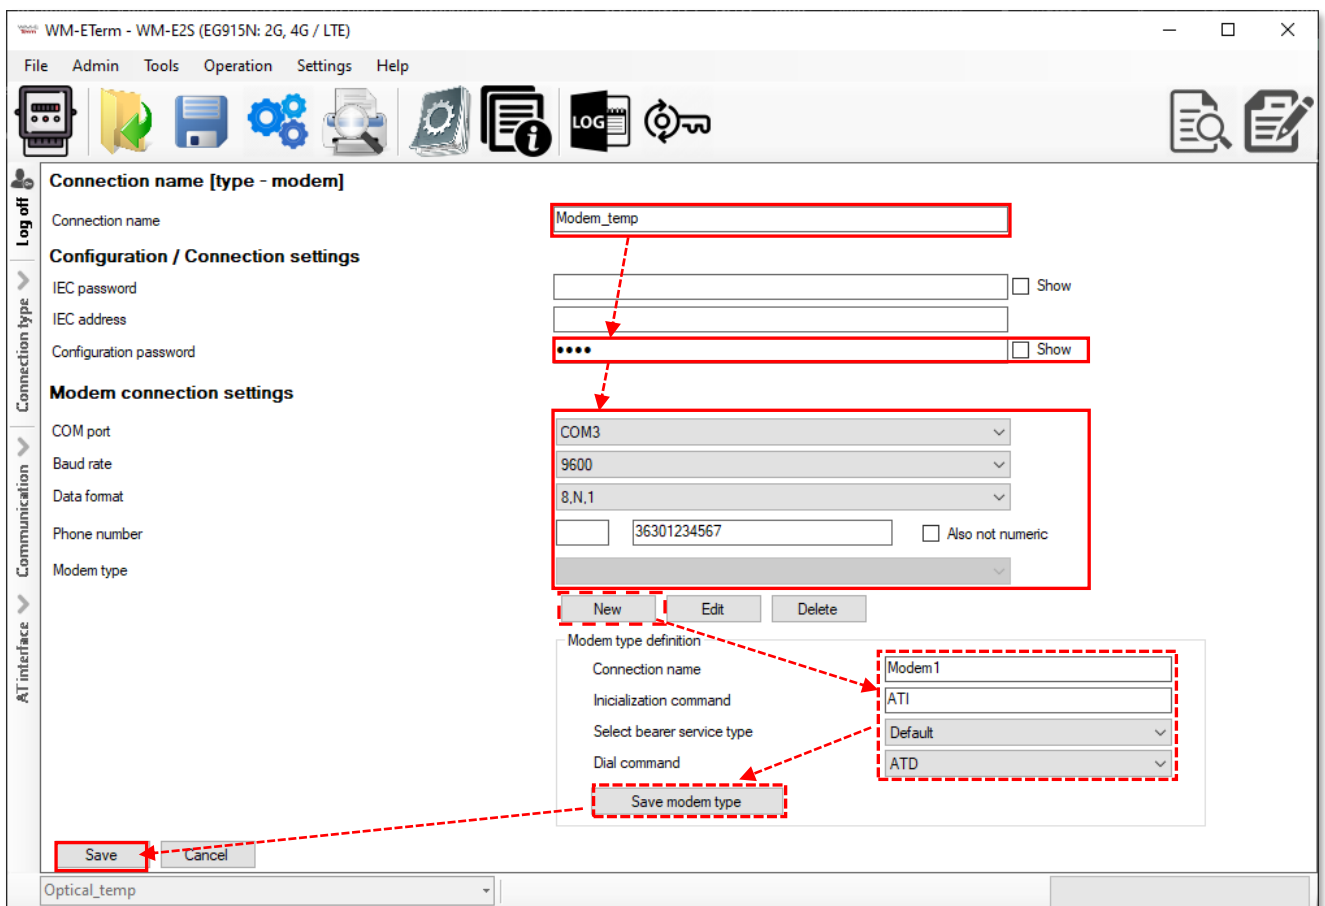 WM-ETerm - WM-E2S (EG915N: 2G, 4G / LTE)
File Admin Tools Operation Settings Help
LOG
Log off
Connection type
Communication
AT interface
Connection name [type - modem]
Connection name Modem_temp
Configuration / Connection settings
IEC password Show
IEC address
Configuration password •••• Show
Modem connection settings
COM port COM3
Baud rate 9600
Data format 8,N,1
Phone number 36301234567 Also not numeric
Modem type
New Edit Delete
Modem type definition
Connection name Modem1
Inicialization command ATI
Select bearer service type Default
Dial command ATD
Save modem type
Save Cancel
Optical_temp